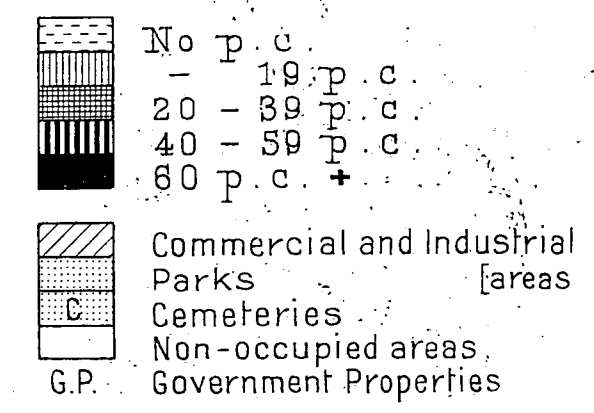 No p.c.
- 19 p.c.
20 - 39 p.c.
40 - 59 p.c.
60 p.c. +
Commercial and Industrial
Parks [areas
C Cemeteries
Non-occupied areas
G.P. Government Properties